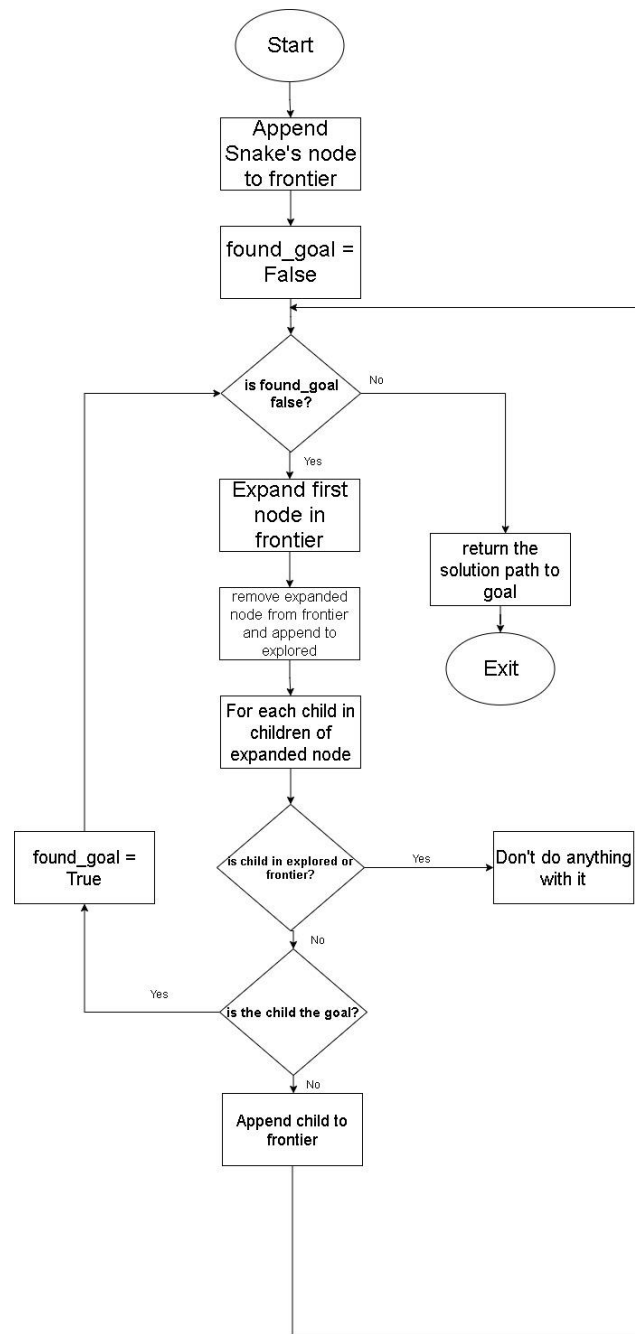 Start
Append
Snake's node
to frontier
found_goal =
False
is found_goal
false?
No
Yes
Expand first
node in
frontier
return the
solution path to
goal
remove expanded
node from frontier
and append to
explored
Exit
For each child in
children of
expanded node
found_goal =
True
is child in explored or
frontier?
Yes
Don't do anything
with it
No
is the child the goal?
Yes
No
Append child to
frontier